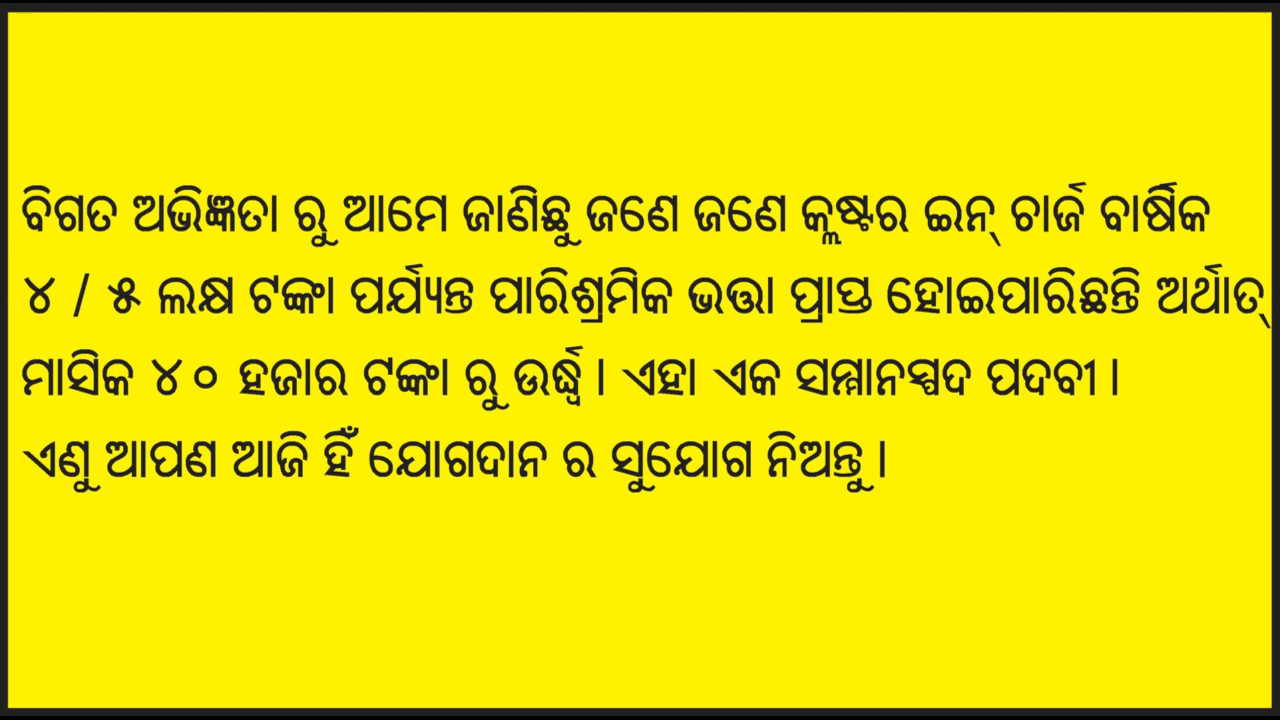 ବିଗତ ଅଭିଜ୍ଞତା ରୁ ଆମେ ଜାଣିଛୁ ଜଣେ ଜଣେ କ୍ଲଷ୍ଟର ଇନ୍ ଚାର୍ଜ ବାର୍ଷିକ
୪ / ୫ ଲକ୍ଷ ଟଙ୍କା ପର୍ଯ୍ୟନ୍ତ ପାରିଶ୍ରମିକ ଭତ୍ତା ପ୍ରାପ୍ତ ହୋଇପାରିଛନ୍ତି ଅର୍ଥାତ୍
ମାସିକ ୪୦ ହଜାର ଟଙ୍କା ରୁ ଉର୍ଦ୍ଧ୍ୱ । ଏହା ଏକ ସମ୍ମାନସ୍ପଦ ପଦବୀ ।
ଏଣୁ ଆପଣ ଆଜି ହିଁ ଯୋଗଦାନ ର ସୁଯୋଗ ନିଅନ୍ତୁ ।